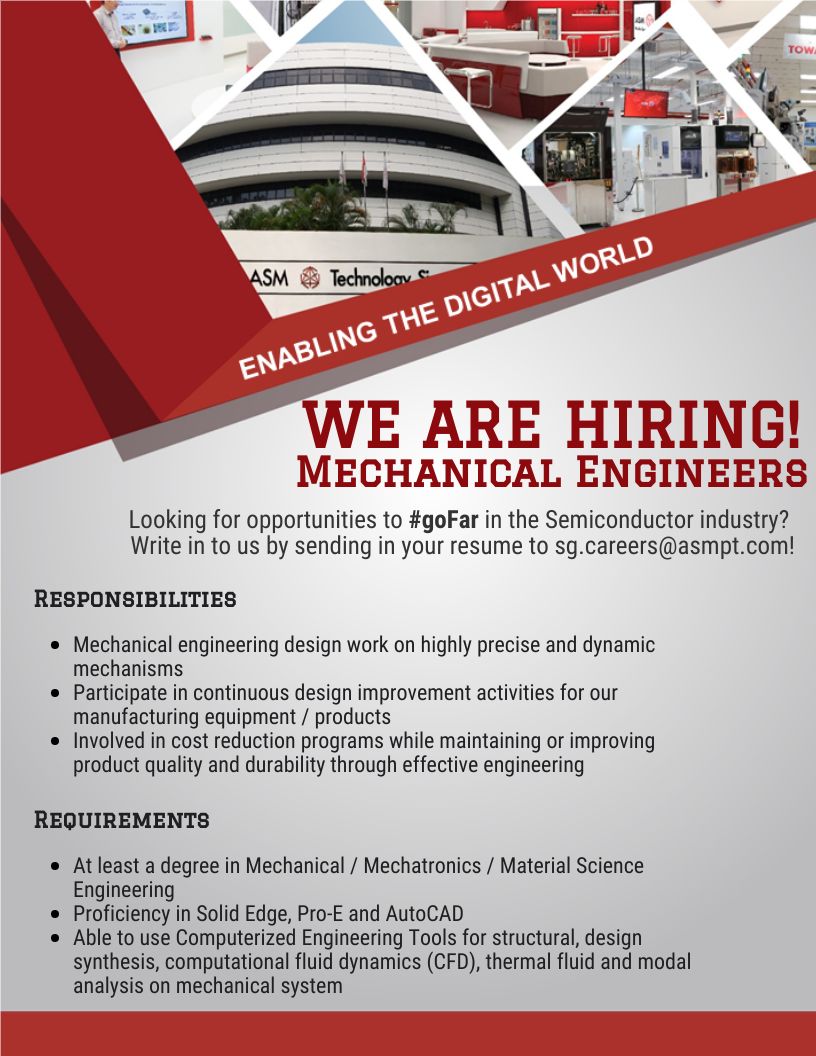 TOWA
ASM
ASM Technology
ENABLING THE DIGITAL WORLD
WE ARE HIRING!
MECHANICAL ENGINEERS
Looking for opportunities to #goFar in the Semiconductor industry?
Write in to us by sending in your resume to sg.careers@asmpt.com!
RESPONSIBILITIES
• Mechanical engineering design work on highly precise and dynamic
mechanisms
• Participate in continuous design improvement activities for our
manufacturing equipment / products
• Involved in cost reduction programs while maintaining or improving
product quality and durability through effective engineering
REQUIREMENTS
• At least a degree in Mechanical / Mechatronics / Material Science
Engineering
• Proficiency in Solid Edge, Pro-E and AutoCAD
• Able to use Computerized Engineering Tools for structural, design
synthesis, computational fluid dynamics (CFD), thermal fluid and modal
analysis on mechanical system